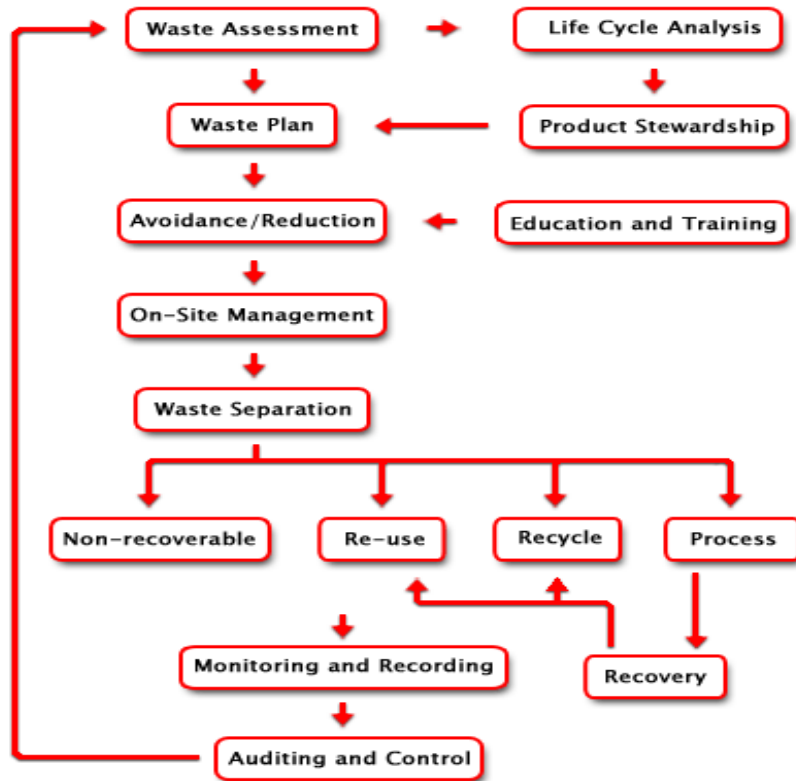 Waste Assessment
Life Cycle Analysis
Waste Plan
Product Stewardship
Avoidance/Reduction
Education and Training
On-Site Management
Waste Separation
Non-recoverable
Re-use
Recycle
Process
Monitoring and Recording
Recovery
Auditing and Control